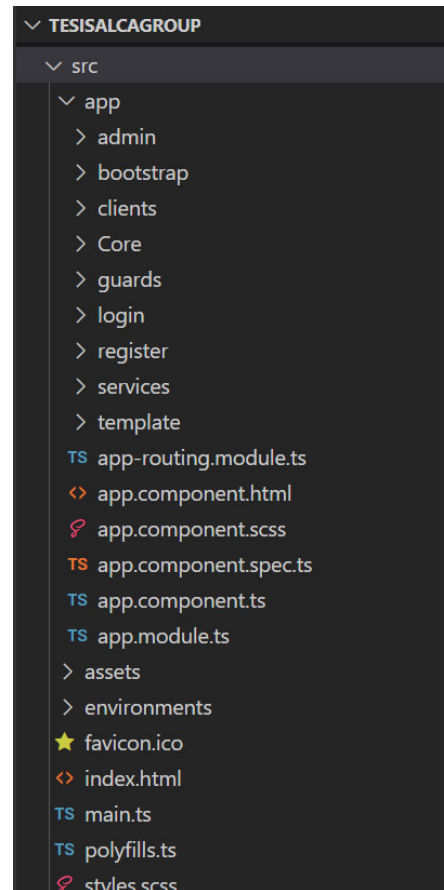 TESISALCAGROUP
src
app
admin
bootstrap
clients
Core
guards
login
register
services
template
TS app-routing.module.ts
<> app.component.html
app.component.scss
TS app.component.spec.ts
TS app.component.ts
TS app.module.ts
assets
environments
favicon.ico
<> index.html
TS main.ts
TS polyfills.ts
styles.scss